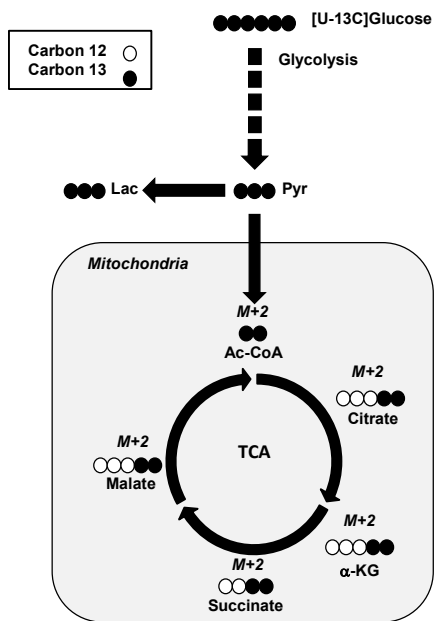 [U-13C]Glucose
Carbon 12
Carbon 13
Glycolysis
Lac
Pyr
Mitochondria
M+2
Ac-CoA
M+2
Citrate
M+2
Malate
TCA
M+2
α-KG
M+2
Succinate